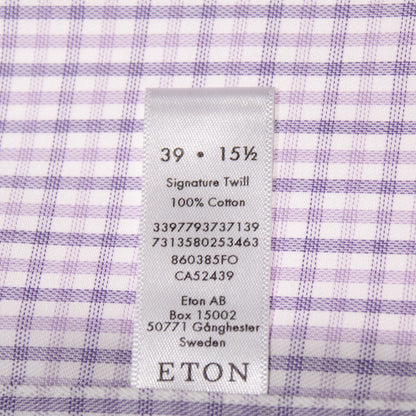 39 • 15½
Signature Twill
100% Cotton
3397793737139
7313580253463
860385FO
CA52439
Eton AB
Box 15002
50771 Gånghester
Sweden
ETON